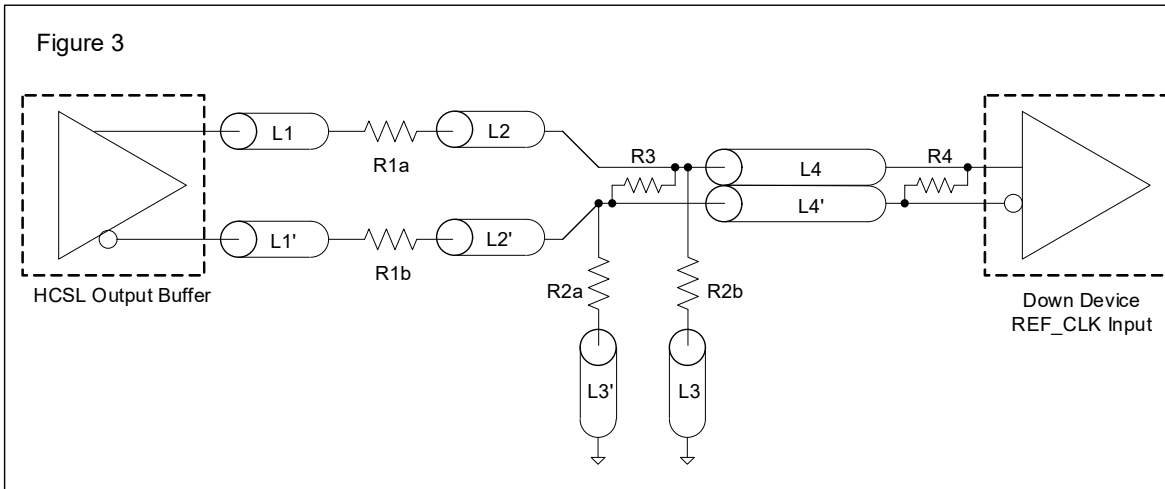 Figure 3
L1
R1a
L2
R3
L4
R4
L4'
L1'
R1b
L2'
R2a
R2b
L3'
L3
HCSL Output Buffer
Down Device
REF_CLK Input